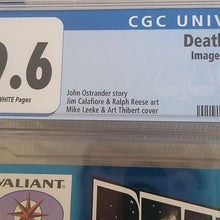 CGC UNIV
9.6
Death
Image
WHITE Pages
John Ostrander story
Jim Calafiore & Ralph Reese art
Mike Leeke & Art Thibert cover
VALIANT